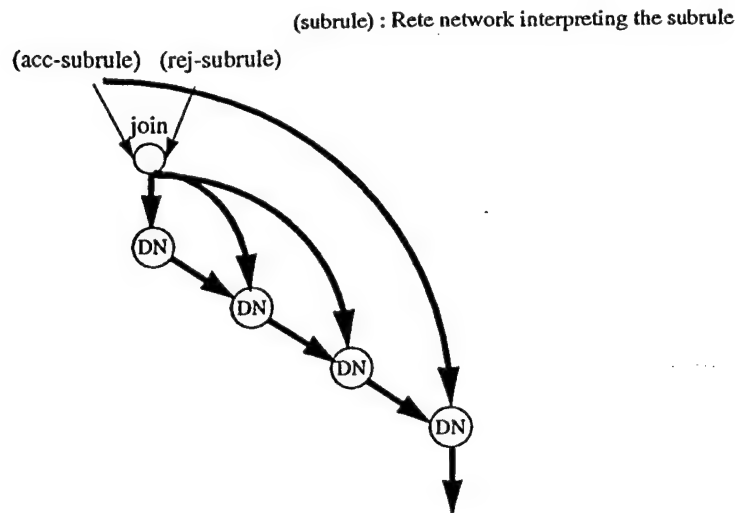 (subrule) : Rete network interpreting the subrule
(acc-subrule) (rej-subrule)
join
DN
DN
DN
DN